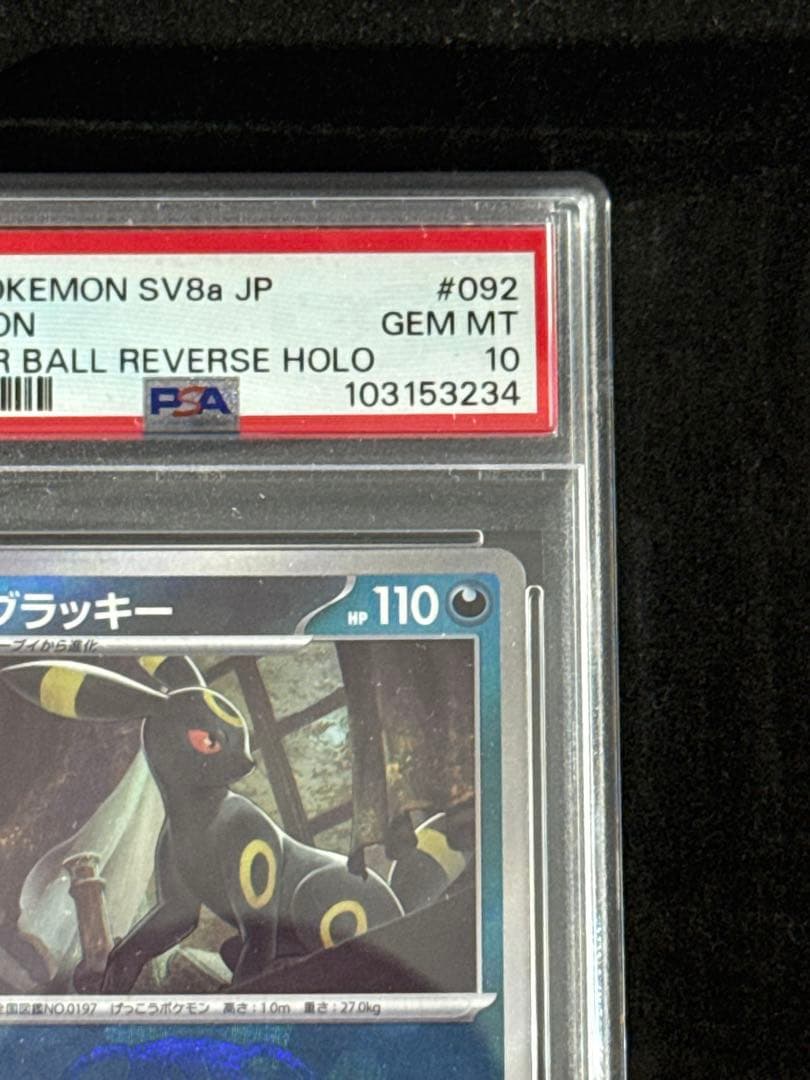 OKEMON SV8a JP #092
ON GEM MT
R BALL REVERSE HOLO 10
PSA 103153234
ブラッキー HP 110
ーブイから進化
全国図鑑NO.0197 げっこうポケモン 高さ:1.0m 重さ:27.0kg